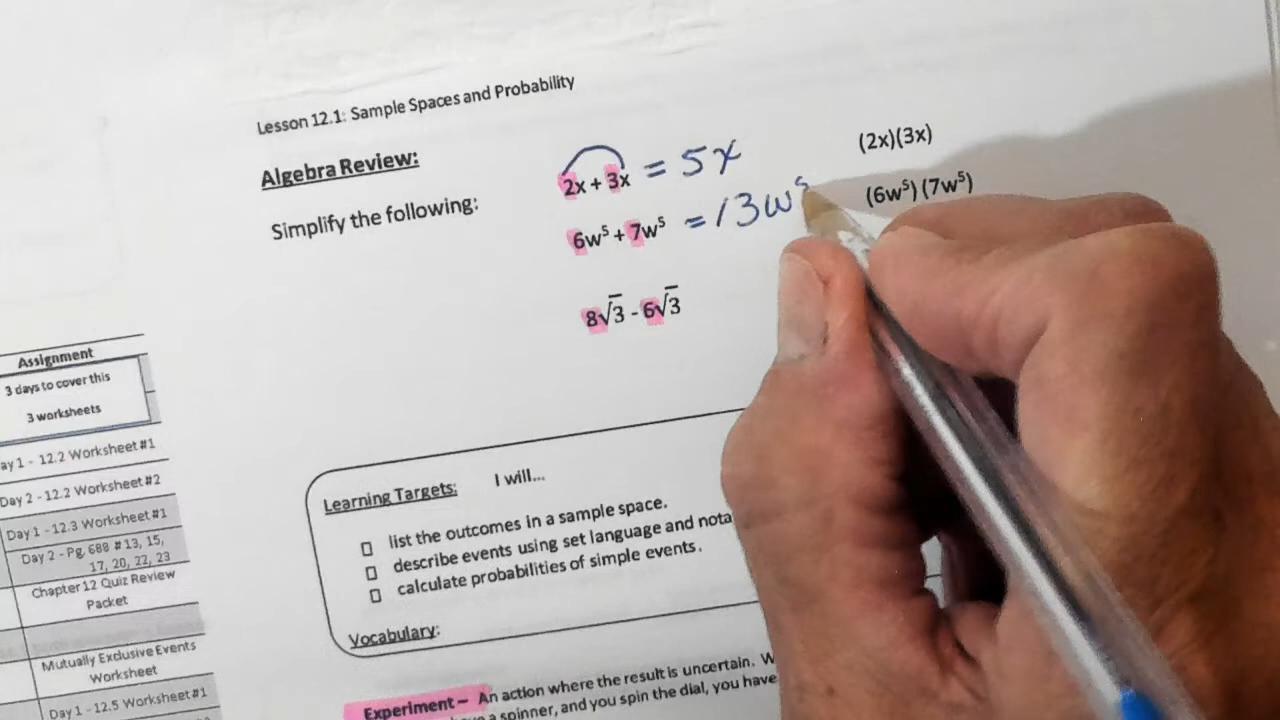 Lesson 12.1: Sample Spaces and Probability
Algebra Review:
Simplify the following:
2x + 3x = 5x
6w⁵ + 7w⁵ = 13w⁵
8√3 - 6√3
(2x)(3x)
(6w⁵)(7w⁵)
Assignment
3 days to cover this
3 worksheets
ay 1 - 12.2 Worksheet #1
Day 2 - 12.2 Worksheet #2
Day 1 - 12.3 Worksheet #1
Day 2 - Pg. 688 # 13, 15,
17, 20, 22, 23
Chapter 12 Quiz Review
Packet
Mutually Exclusive Events
Worksheet
Day 1 - 12.5 Worksheet #1
Learning Targets: I will...
list the outcomes in a sample space.
describe events using set language and nota
calculate probabilities of simple events.
Vocabulary:
Experiment – An action where the result is uncertain. W
a spinner, and you spin the dial, you have